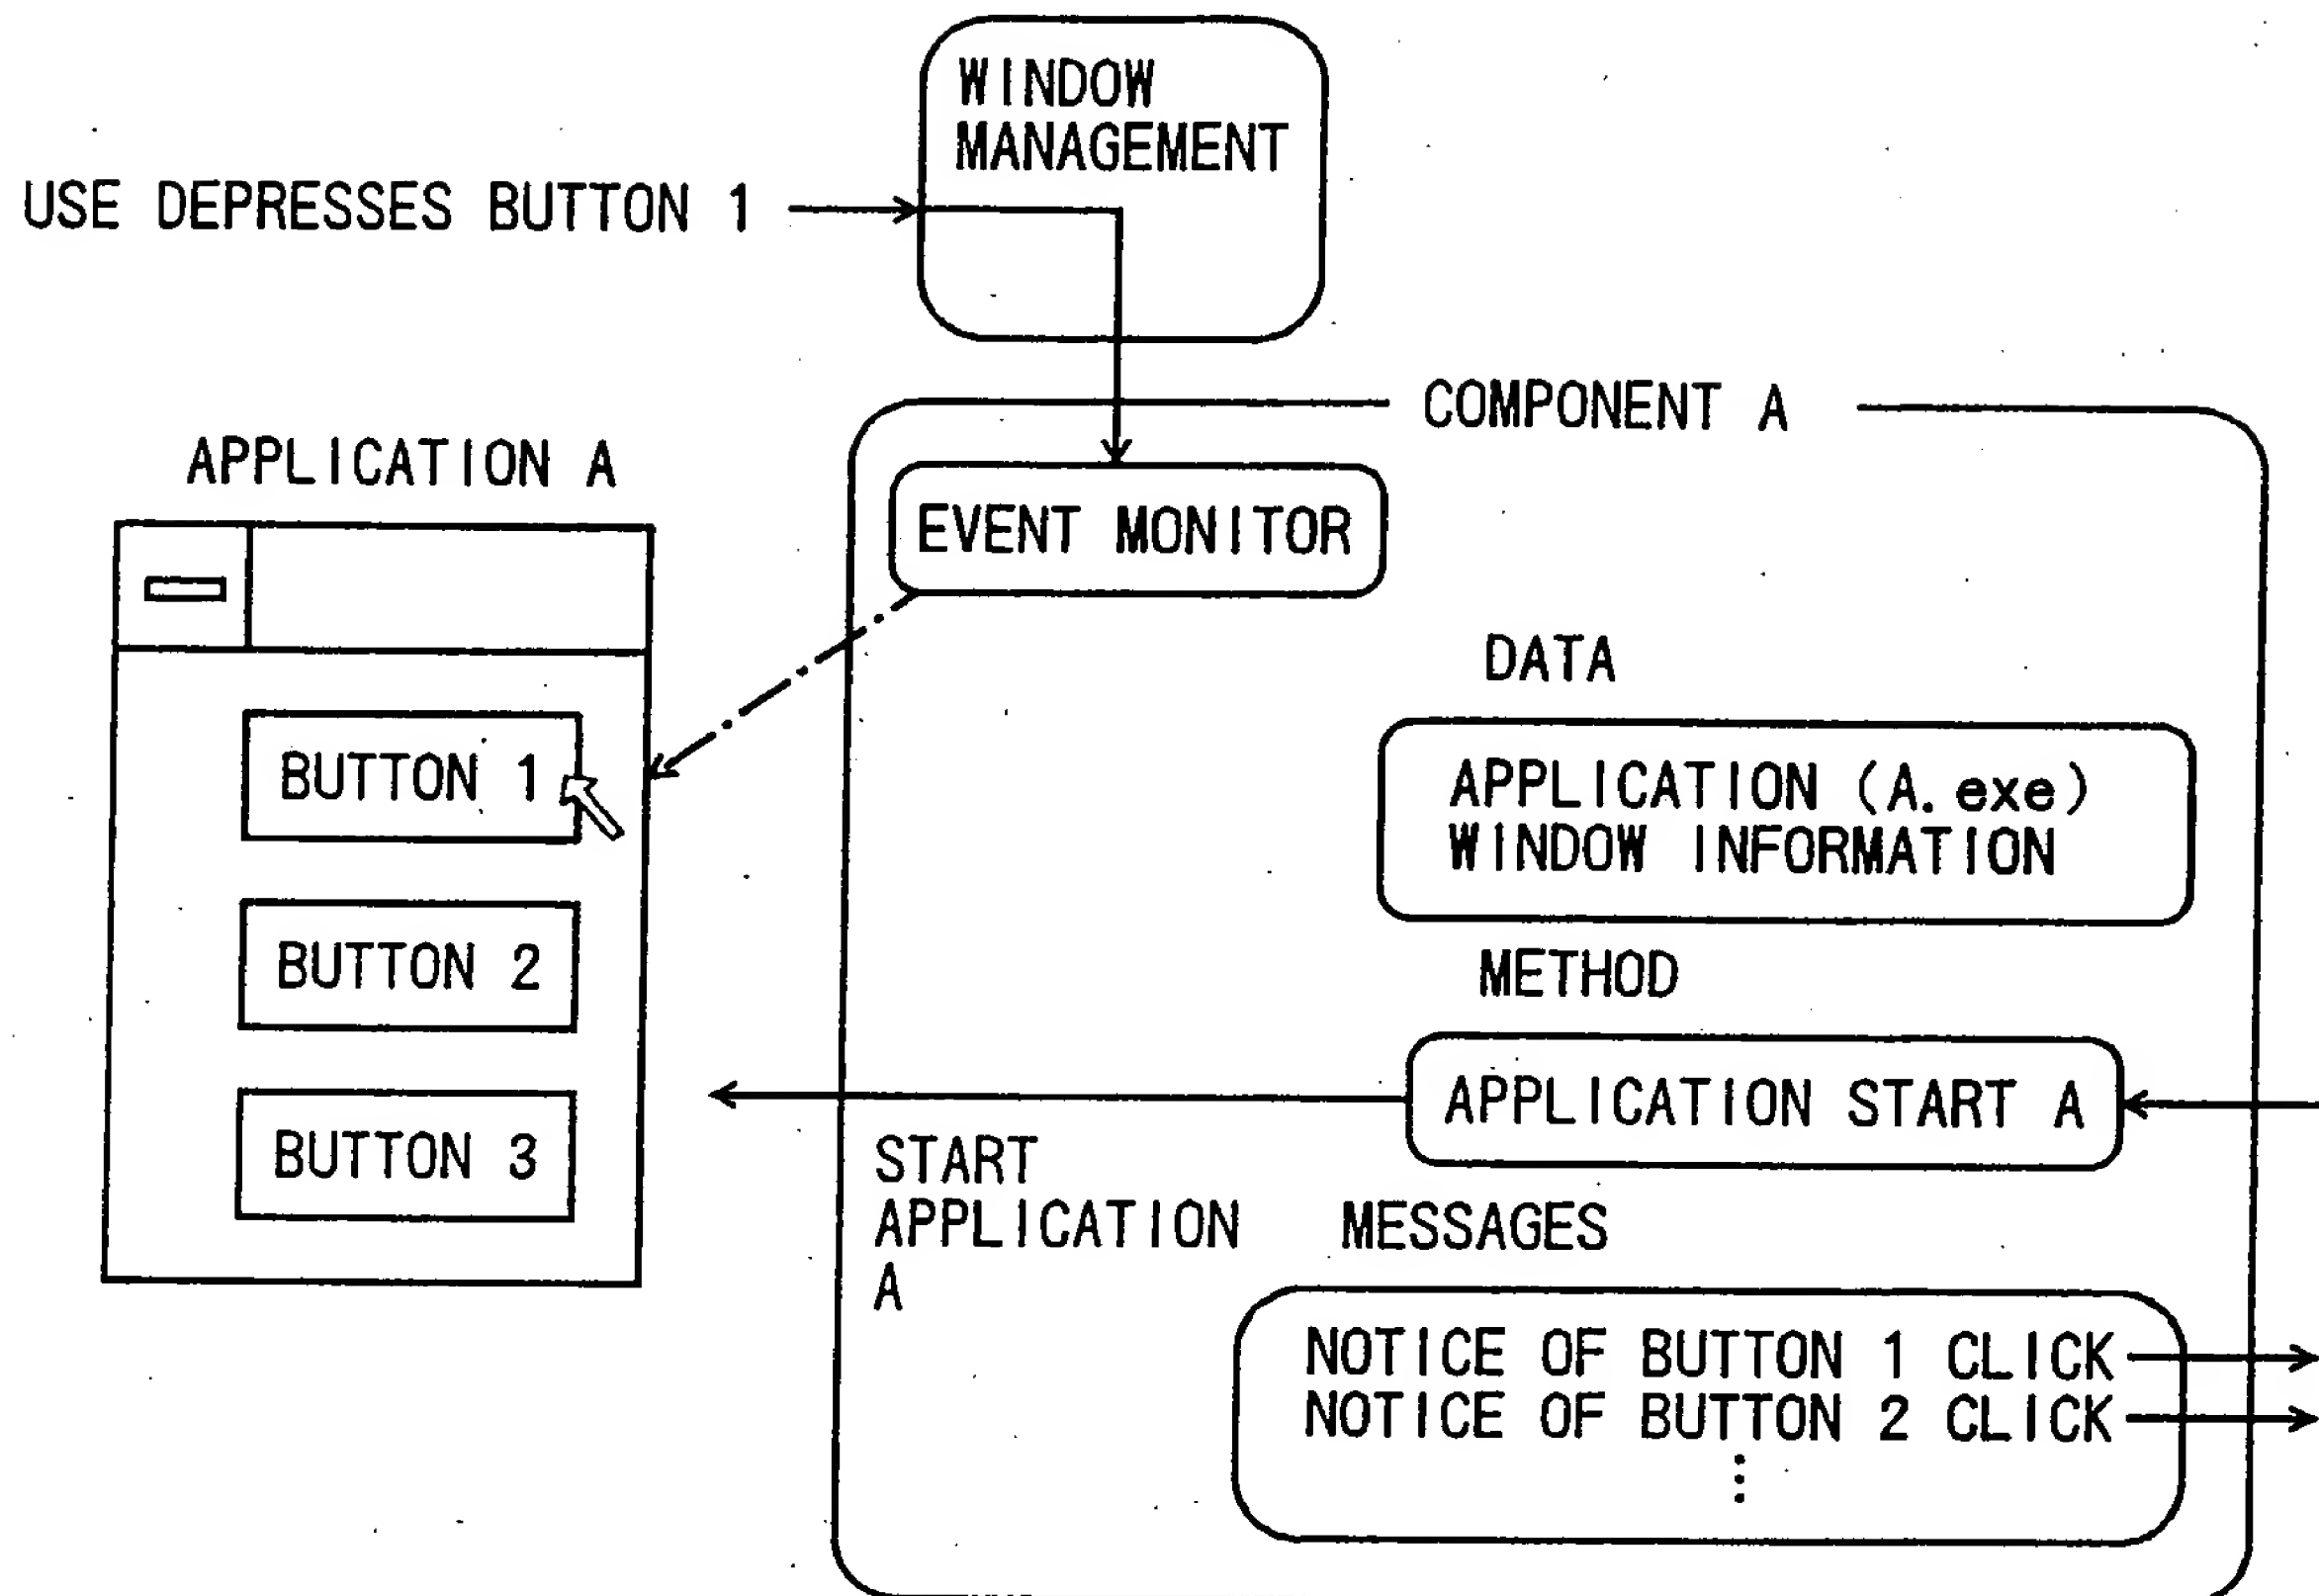 WINDOW
MANAGEMENT
USE DEPRESSES BUTTON 1
COMPONENT A
APPLICATION A
EVENT MONITOR
DATA
BUTTON 1
APPLICATION (A.exe)
WINDOW INFORMATION
BUTTON 2
METHOD
APPLICATION START A
BUTTON 3
START
APPLICATION
A
MESSAGES
NOTICE OF BUTTON 1 CLICK
NOTICE OF BUTTON 2 CLICK